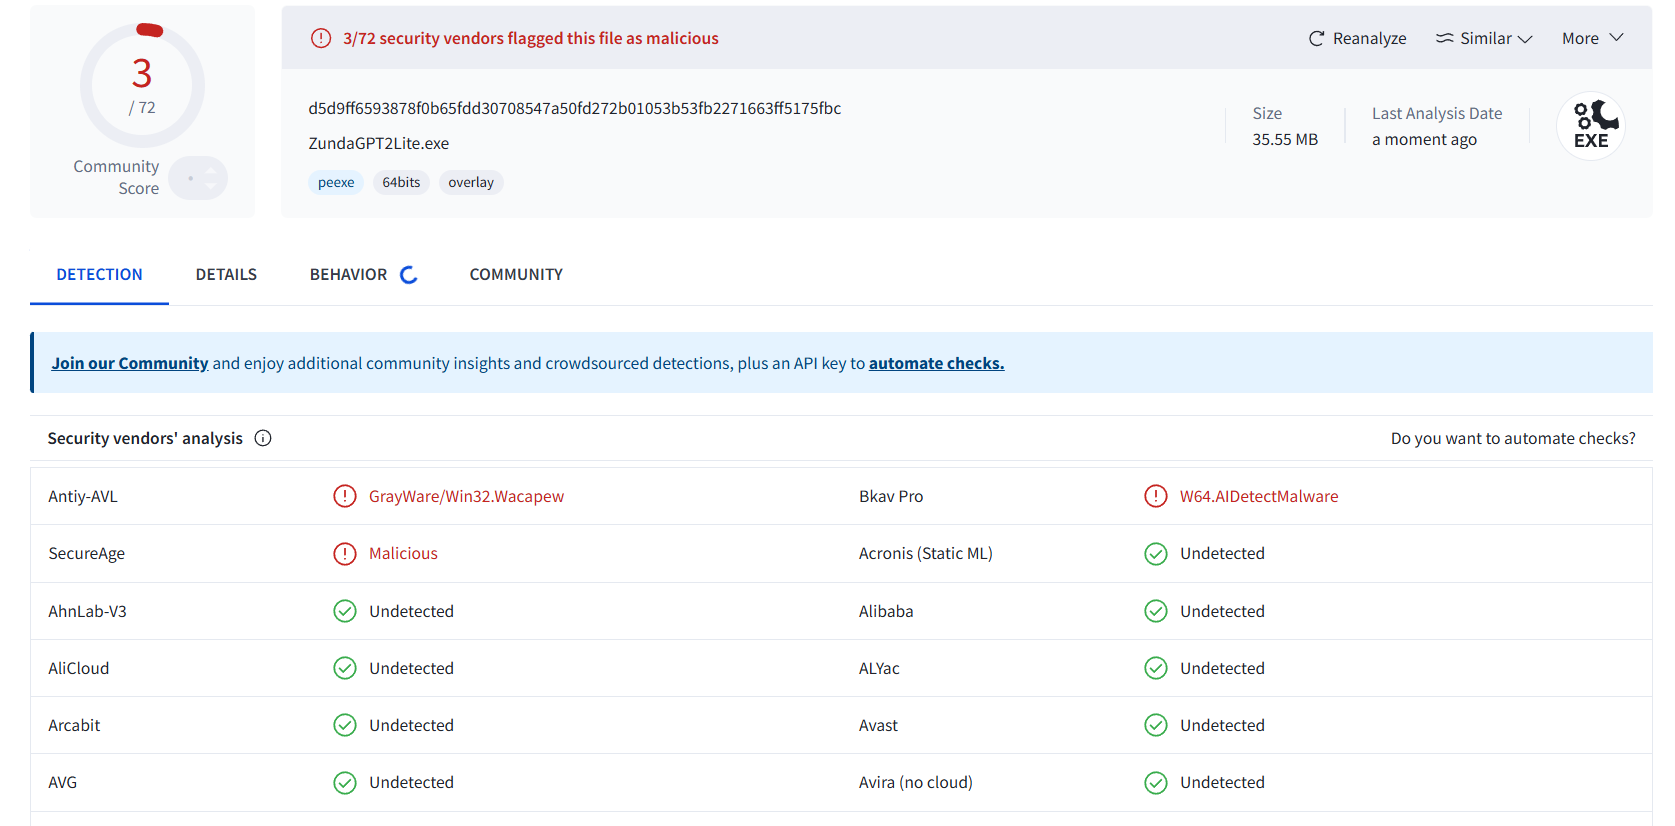 3
/ 72
Community
Score
3/72 security vendors flagged this file as malicious
Reanalyze
Similar
More
d5d9ff6593878f0b65fdd30708547a50fd272b01053b53fb2271663ff5175fbc
ZundaGPT2Lite.exe
peexe
64bits
overlay
Size
35.55 MB
Last Analysis Date
a moment ago
EXE
DETECTION
DETAILS
BEHAVIOR
COMMUNITY
Join our Community and enjoy additional community insights and crowdsourced detections, plus an API key to automate checks.
Security vendors' analysis
Do you want to automate checks?
Antiy-AVL
GrayWare/Win32.Wacapew
Bkav Pro
W64.AIDetectMalware
SecureAge
Malicious
Acronis (Static ML)
Undetected
AhnLab-V3
Undetected
Alibaba
Undetected
AliCloud
Undetected
ALYac
Undetected
Arcabit
Undetected
Avast
Undetected
AVG
Undetected
Avira (no cloud)
Undetected